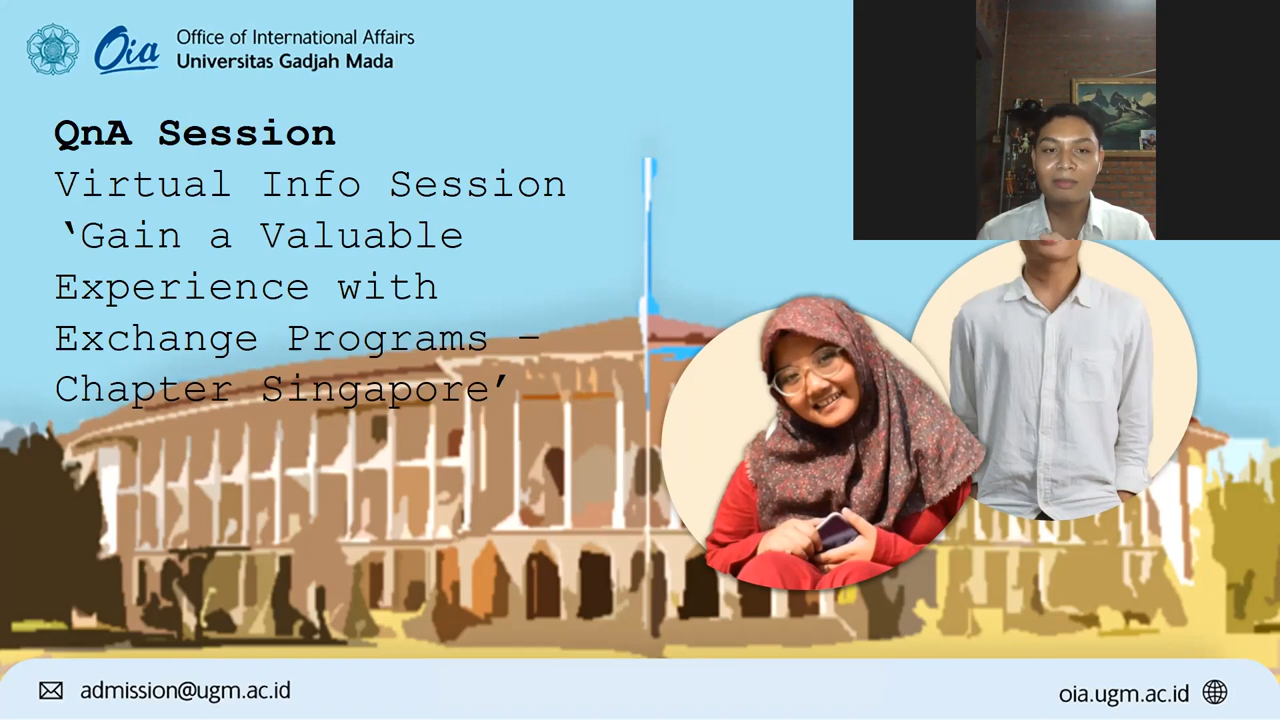 Oia
Office of International Affairs
Universitas Gadjah Mada
QnA Session
Virtual Info Session
‘Gain a Valuable
Experience with
Exchange Programs –
Chapter Singapore’
admission@ugm.ac.id
oia.ugm.ac.id